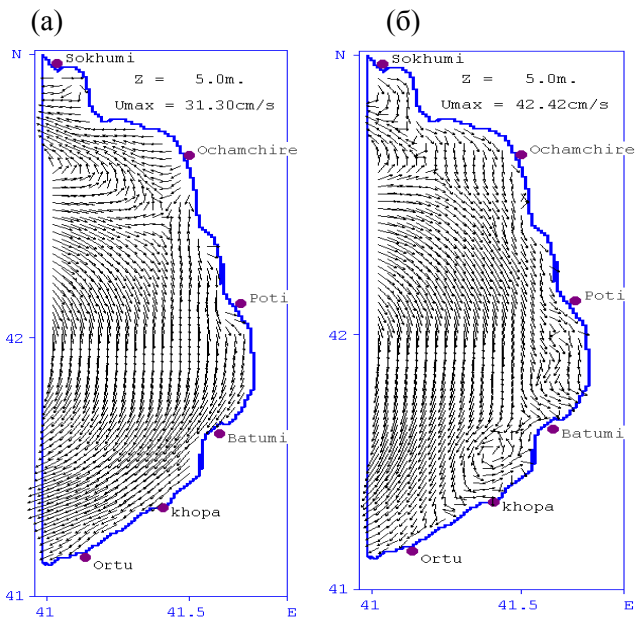 (а)
N
Sokhumi
Z = 5.0m.
Umax = 31.30cm/s
Ochamchire
Poti
42
Batumi
khopa
Ortu
41
41
41.5
E
(б)
N
Sokhumi
Z = 5.0m.
Umax = 42.42cm/s
Ochamchire
Poti
42
Batumi
khopa
Ortu
41
41
41.5
E